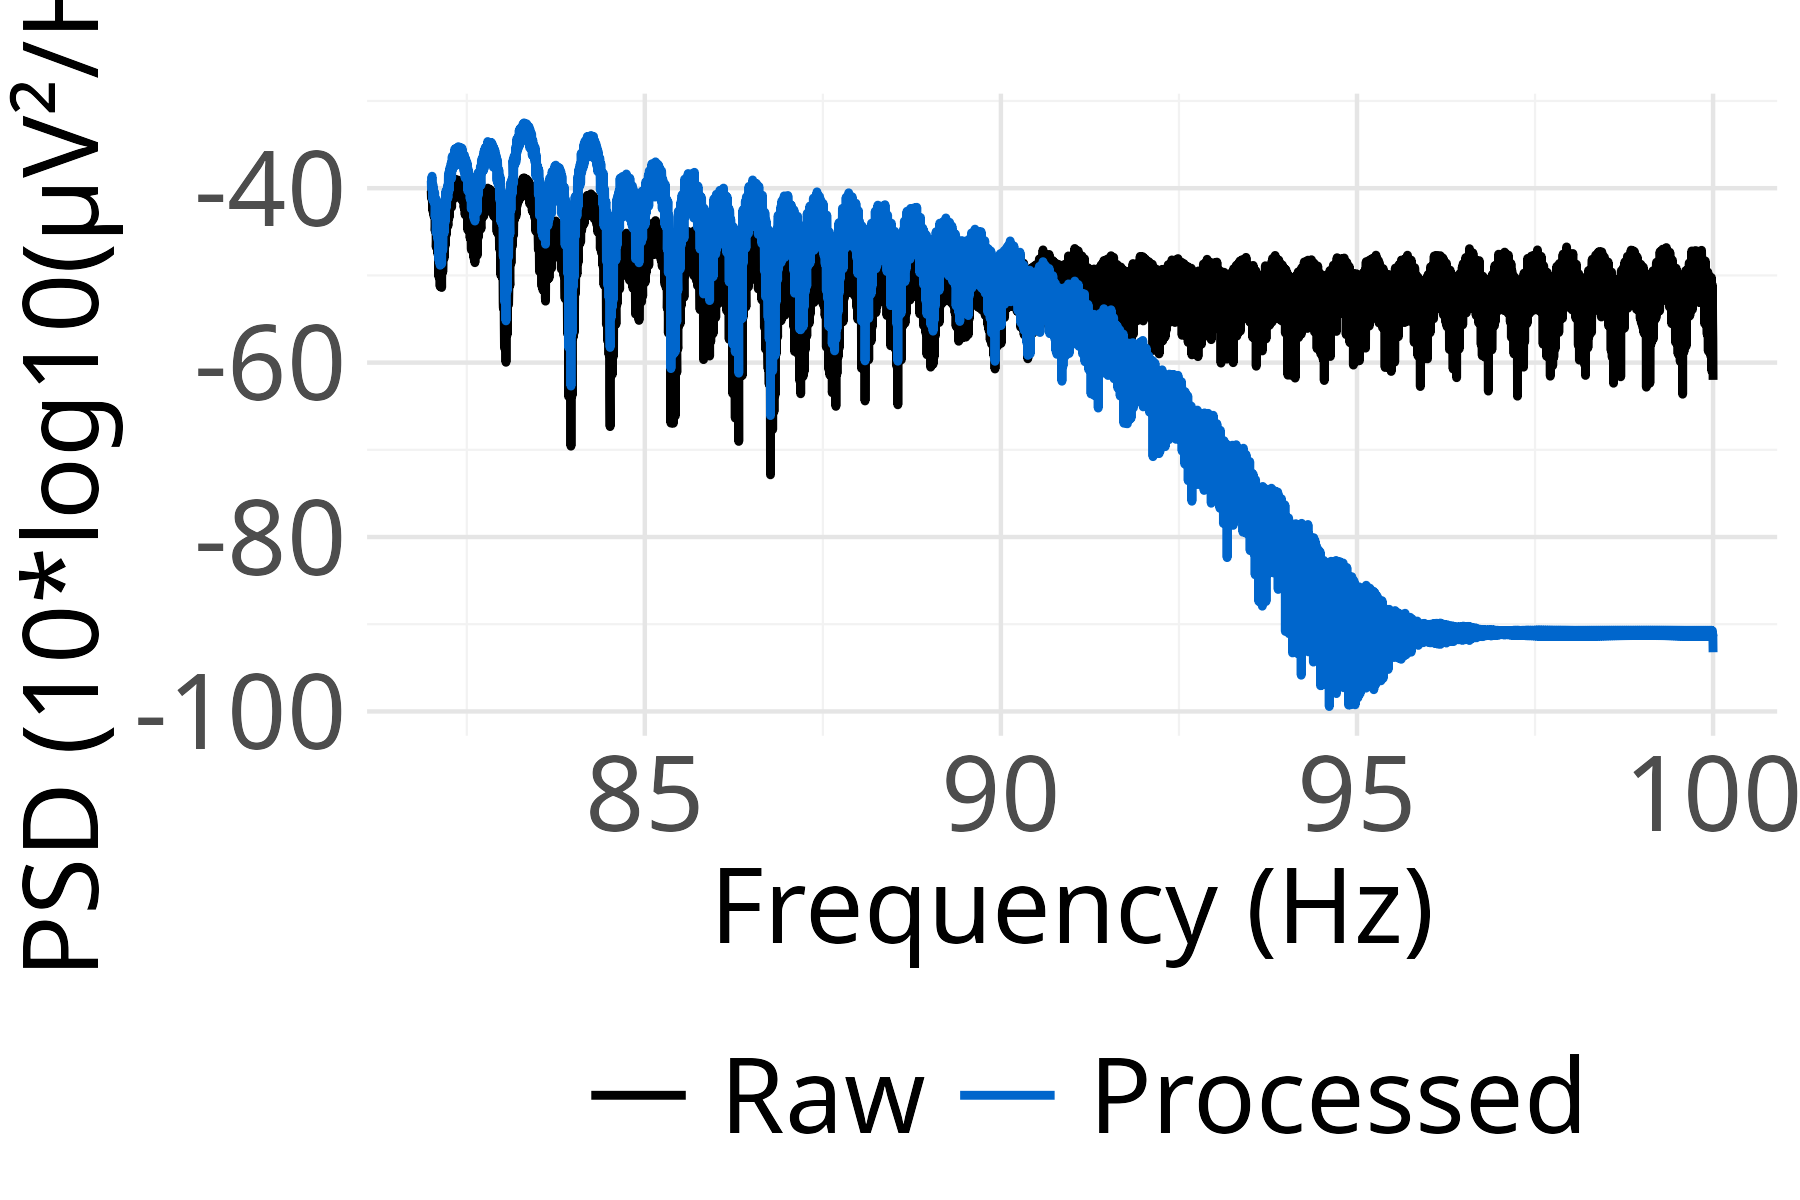 PSD (10*log10(µV²/H
-40
-60
-80
-100
85 90 95 100
Frequency (Hz)
Raw Processed